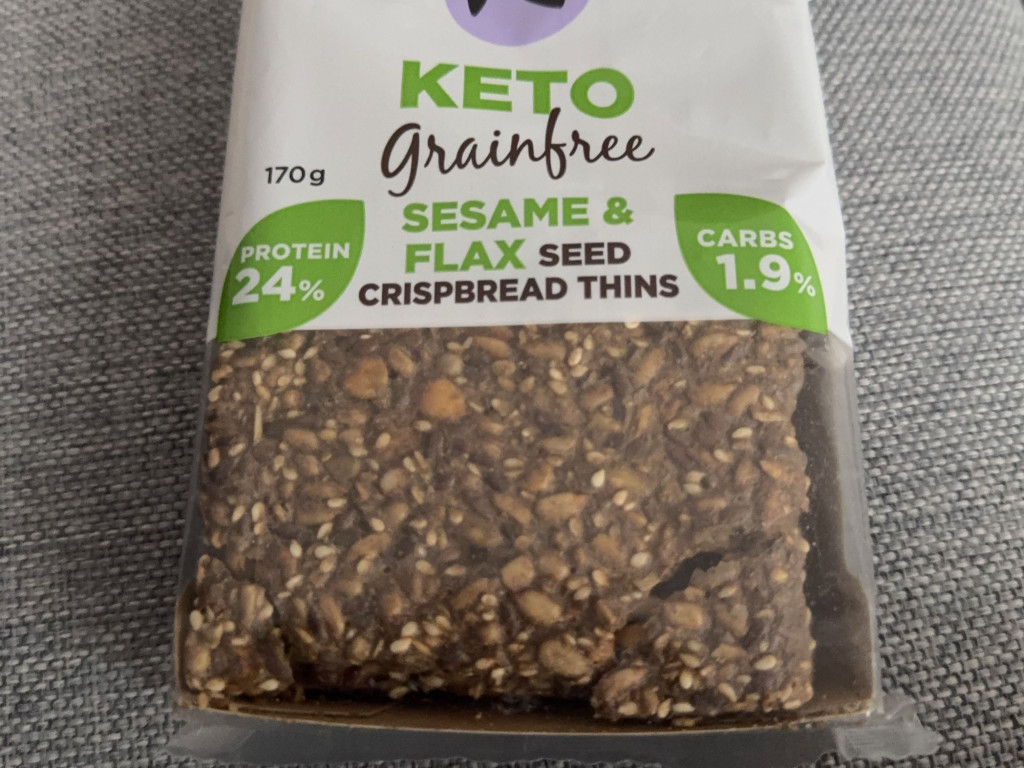 KETO
grainfree
170g
SESAME &
FLAX SEED
CRISPBREAD THINS
PROTEIN
24%
CARBS
1.9%